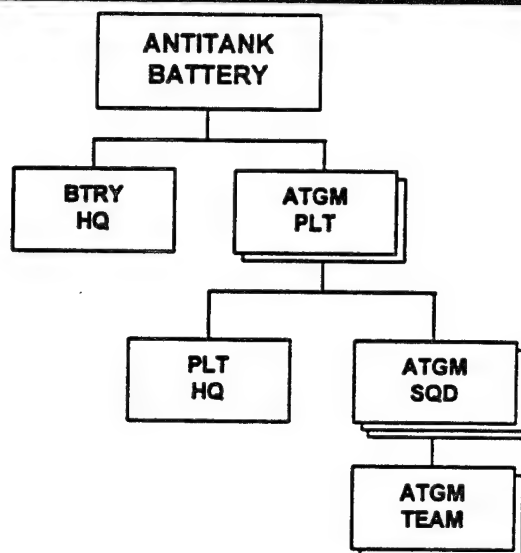 ANTITANK
BATTERY
BTRY
HQ
ATGM
PLT
PLT
HQ
ATGM
SQD
ATGM
TEAM